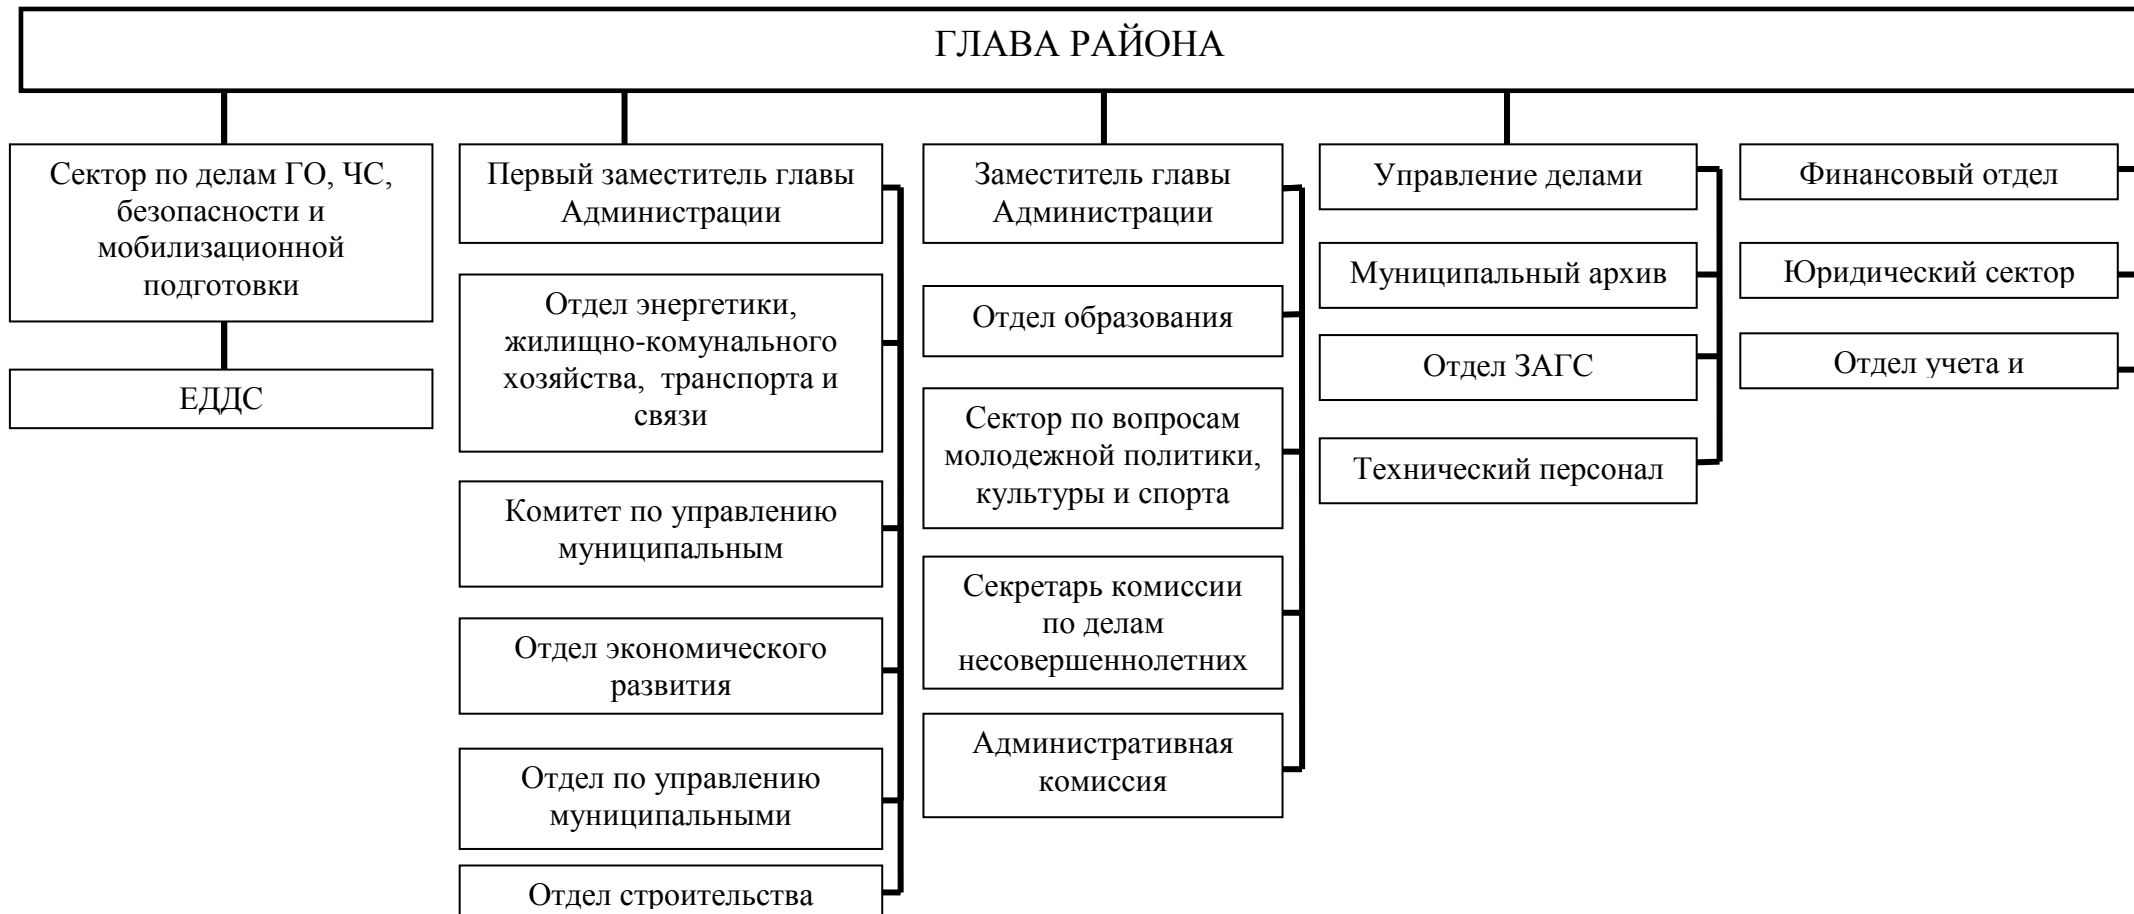 ГЛАВА РАЙОНА
Сектор по делам ГО, ЧС,
безопасности и
мобилизационной
подготовки
ЕДДС
Первый заместитель главы
Администрации
Отдел энергетики,
жилищно-комунального
хозяйства, транспорта и
связи
Комитет по управлению
муниципальным
Отдел экономического
развития
Отдел по управлению
муниципальными
Отдел строительства
Заместитель главы
Администрации
Отдел образования
Сектор по вопросам
молодежной политики,
культуры и спорта
Секретарь комиссии
по делам
несовершеннолетних
Административная
комиссия
Управление делами
Муниципальный архив
Отдел ЗАГС
Технический персонал
Финансовый отдел
Юридический сектор
Отдел учета и